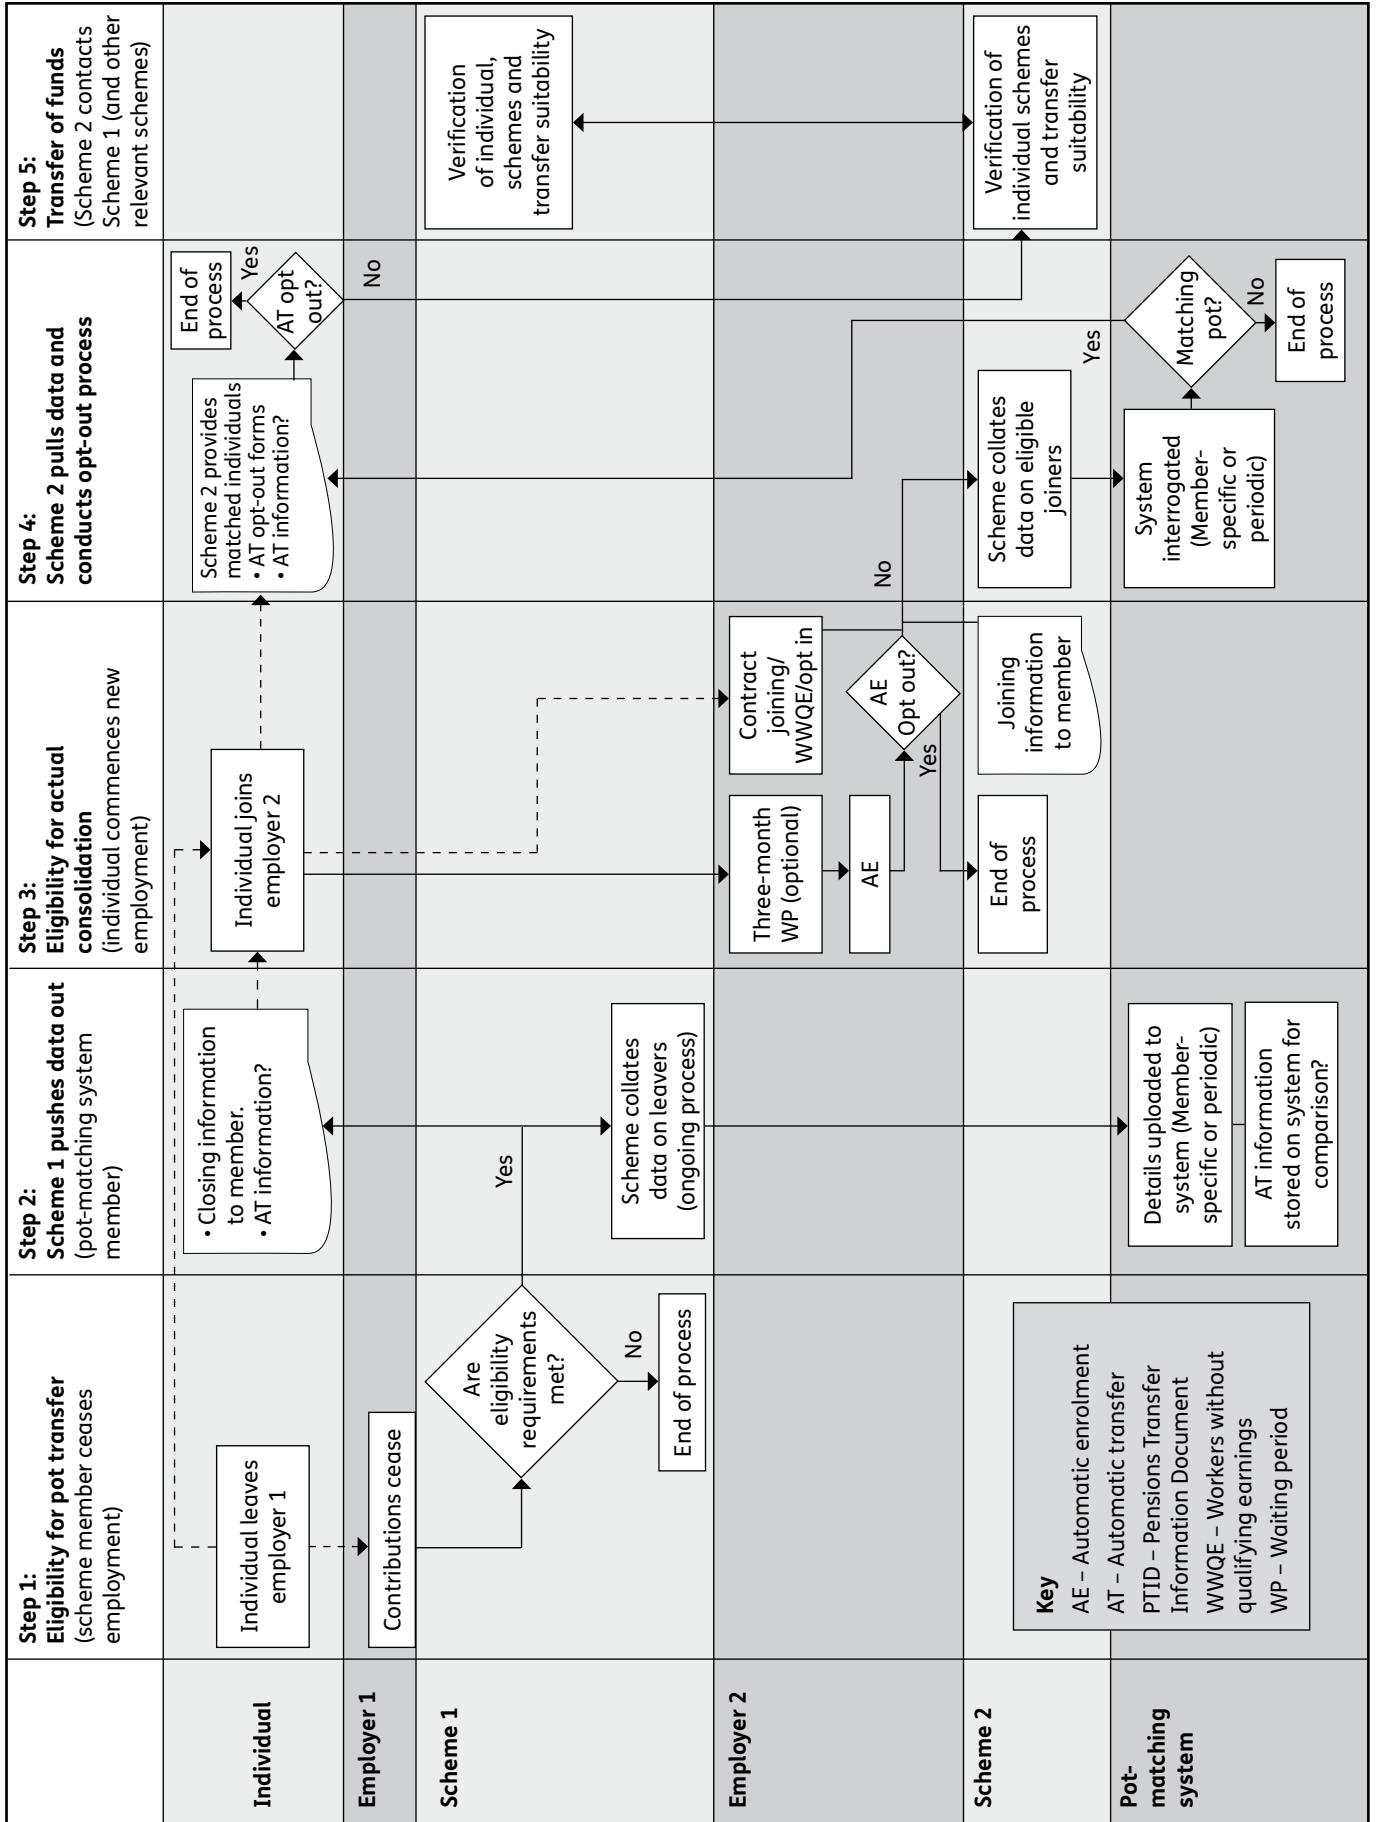 Step 1:
Eligibility for pot transfer
(scheme member ceases
employment)
Step 2:
Scheme 1 pushes data out
(pot-matching system
member)
Step 3:
Eligibility for actual
consolidation
(individual commences new
employment)
Step 4:
Scheme 2 pulls data and
conducts opt-out process
Step 5:
Transfer of funds
(Scheme 2 contacts
Scheme 1 (and other
relevant schemes)
Individual
Individual leaves
employer 1
• Closing information
to member.
• AT information?
Individual joins
employer 2
Scheme 2 provides
matched individuals
• AT opt-out forms
• AT information?
AT opt
out?
Yes
End of
process
No
Employer 1
Contributions cease
Scheme 1
Are
eligibility
requirements
met?
No
End of process
Yes
Scheme collates
data on leavers
(ongoing process)
Verification
of individual,
schemes and
transfer suitability
Employer 2
Three-month
WP (optional)
AE
Contract
joining/
WWQE/opt in
AE
Opt out?
Yes
No
Scheme 2
End of
process
Joining
information
to member
Scheme collates
data on eligible
joiners
Verification of
individual schemes
and transfer
suitability
Pot-
matching
system
Details uploaded to
system (Member-
specific or periodic)
AT information
stored on system for
comparison?
System
interrogated
(Member-
specific or
periodic)
Matching
pot?
Yes
No
End of
process
Key
AE – Automatic enrolment
AT – Automatic transfer
PTID – Pensions Transfer
Information Document
WWQE – Workers without
qualifying earnings
WP – Waiting period